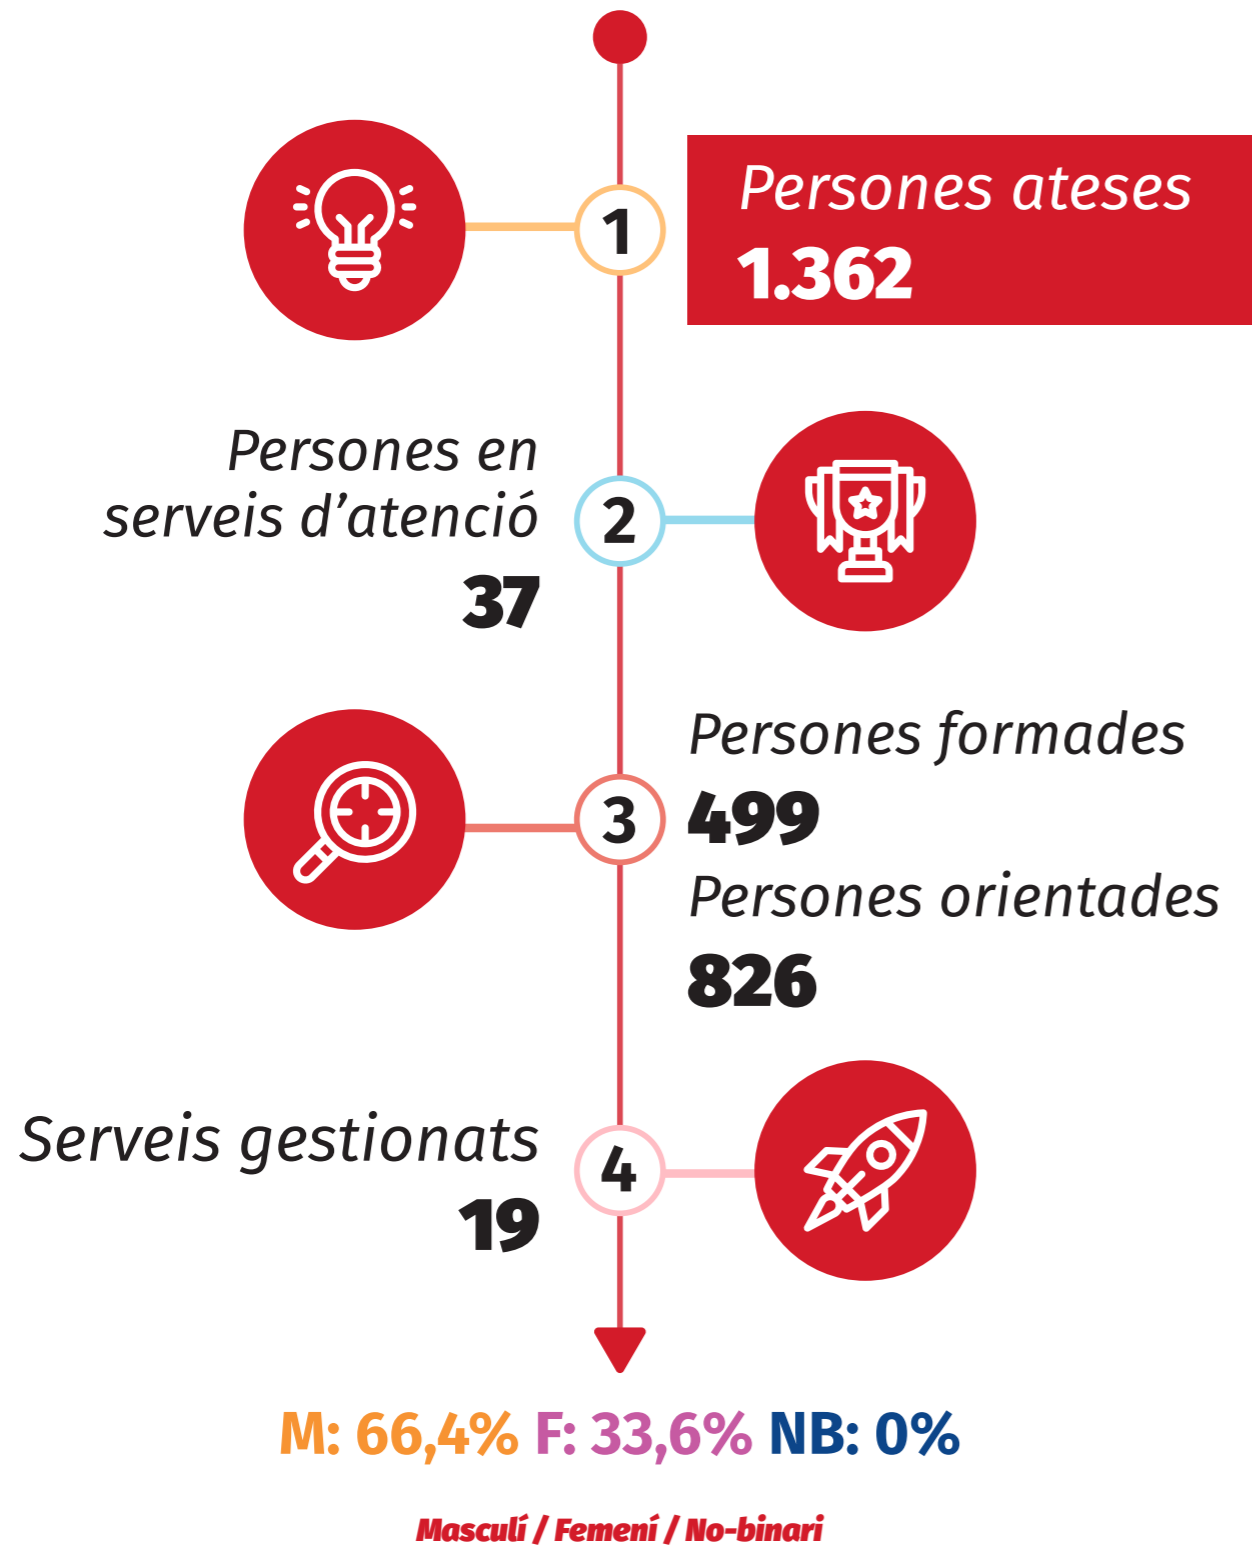 1
Persones ateses
1.362
Persones en
serveis d’atenció
37
2
3
Persones formades
499
Persones orientades
826
Serveis gestionats
19
4
M: 66,4% F: 33,6% NB: 0%
Masculí / Femení / No-binari